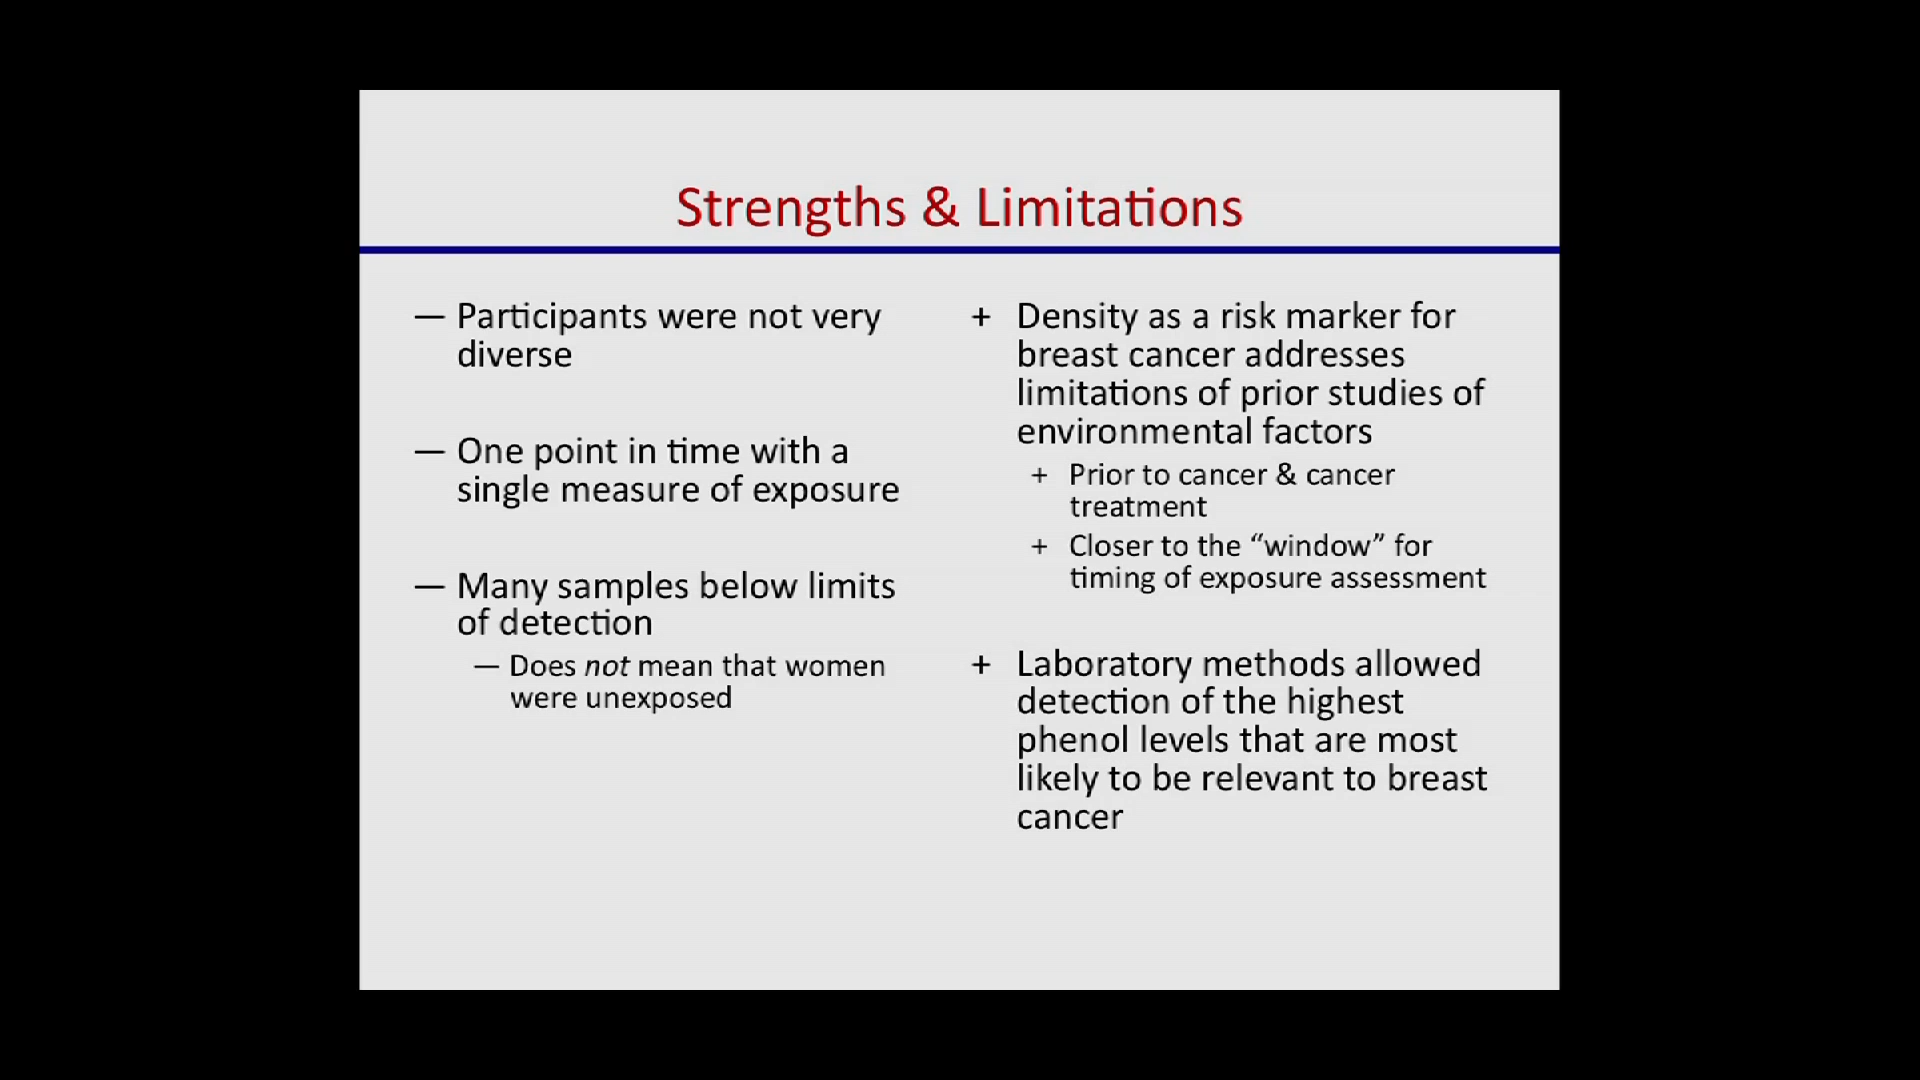 Strengths & Limitations
— Participants were not very
diverse
— One point in time with a
single measure of exposure
— Many samples below limits
of detection
— Does not mean that women
were unexposed
+ Density as a risk marker for
breast cancer addresses
limitations of prior studies of
environmental factors
+ Prior to cancer & cancer
treatment
+ Closer to the “window” for
timing of exposure assessment
+ Laboratory methods allowed
detection of the highest
phenol levels that are most
likely to be relevant to breast
cancer